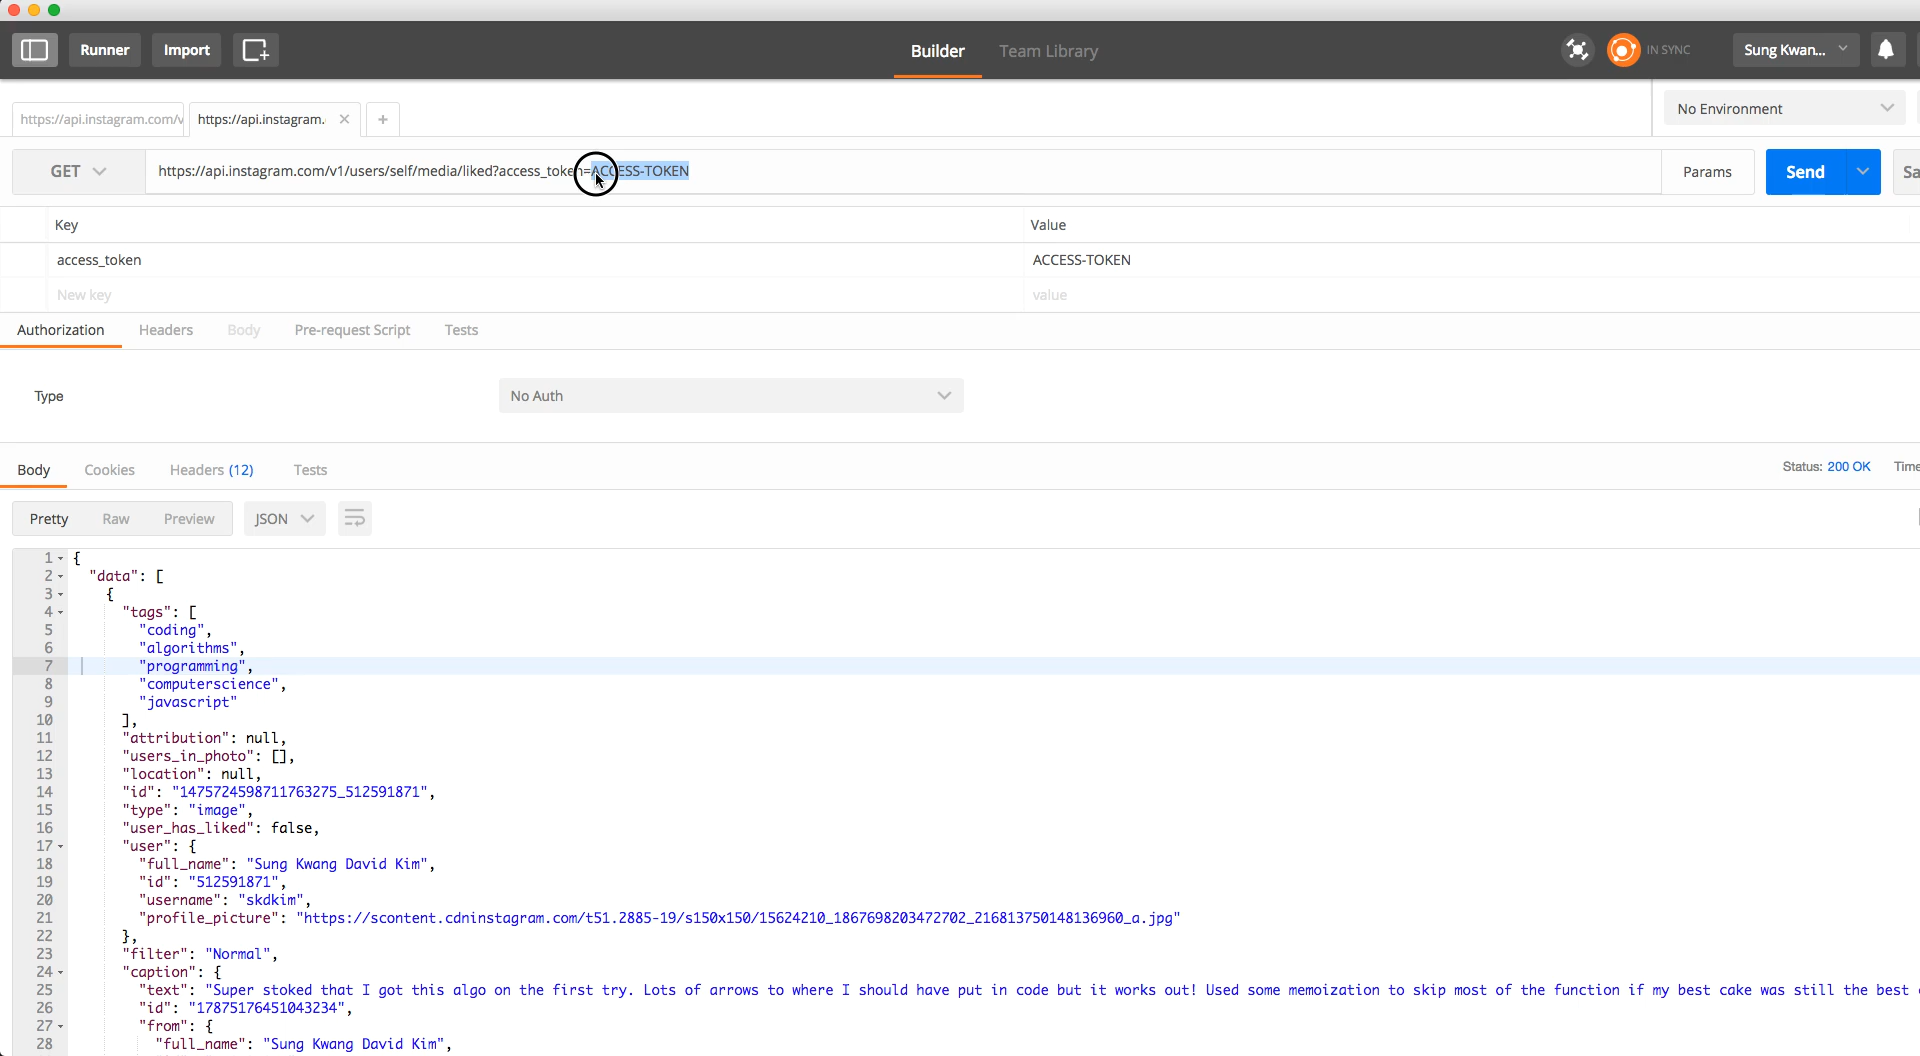 Runner
Import
Builder
Team Library
IN SYNC
Sung Kwan...
https://api.instagram.com/v
https://api.instagram.
+
No Environment
GET
https://api.instagram.com/v1/users/self/media/liked?access_token=ACCESS-TOKEN
Params
Send
Sa
Key
Value
access_token
ACCESS-TOKEN
New key
value
Authorization
Headers
Body
Pre-request Script
Tests
Type
No Auth
Body
Cookies
Headers (12)
Tests
Status: 200 OK
Time
Pretty
Raw
Preview
JSON
1 {
2 "data": [
3 {
4 "tags": [
5 "coding",
6 "algorithms",
7 "programming",
8 "computerscience",
9 "javascript"
10 ],
11 "attribution": null,
12 "users_in_photo": [],
13 "location": null,
14 "id": "1475724598711763275_512591871",
15 "type": "image",
16 "user_has_liked": false,
17 "user": {
18 "full_name": "Sung Kwang David Kim",
19 "id": "512591871",
20 "username": "skdkim",
21 "profile_picture": "https://scontent.cdninstagram.com/t51.2885-19/s150x150/15624210_1867698203472702_216813750148136960_a.jpg"
22 },
23 "filter": "Normal",
24 "caption": {
25 "text": "Super stoked that I got this algo on the first try. Lots of arrows to where I should have put in code but it works out! Used some memoization to skip most of the function if my best cake was still the best
26 "id": "17875176451043234",
27 "from": {
28 "full_name": "Sung Kwang David Kim",